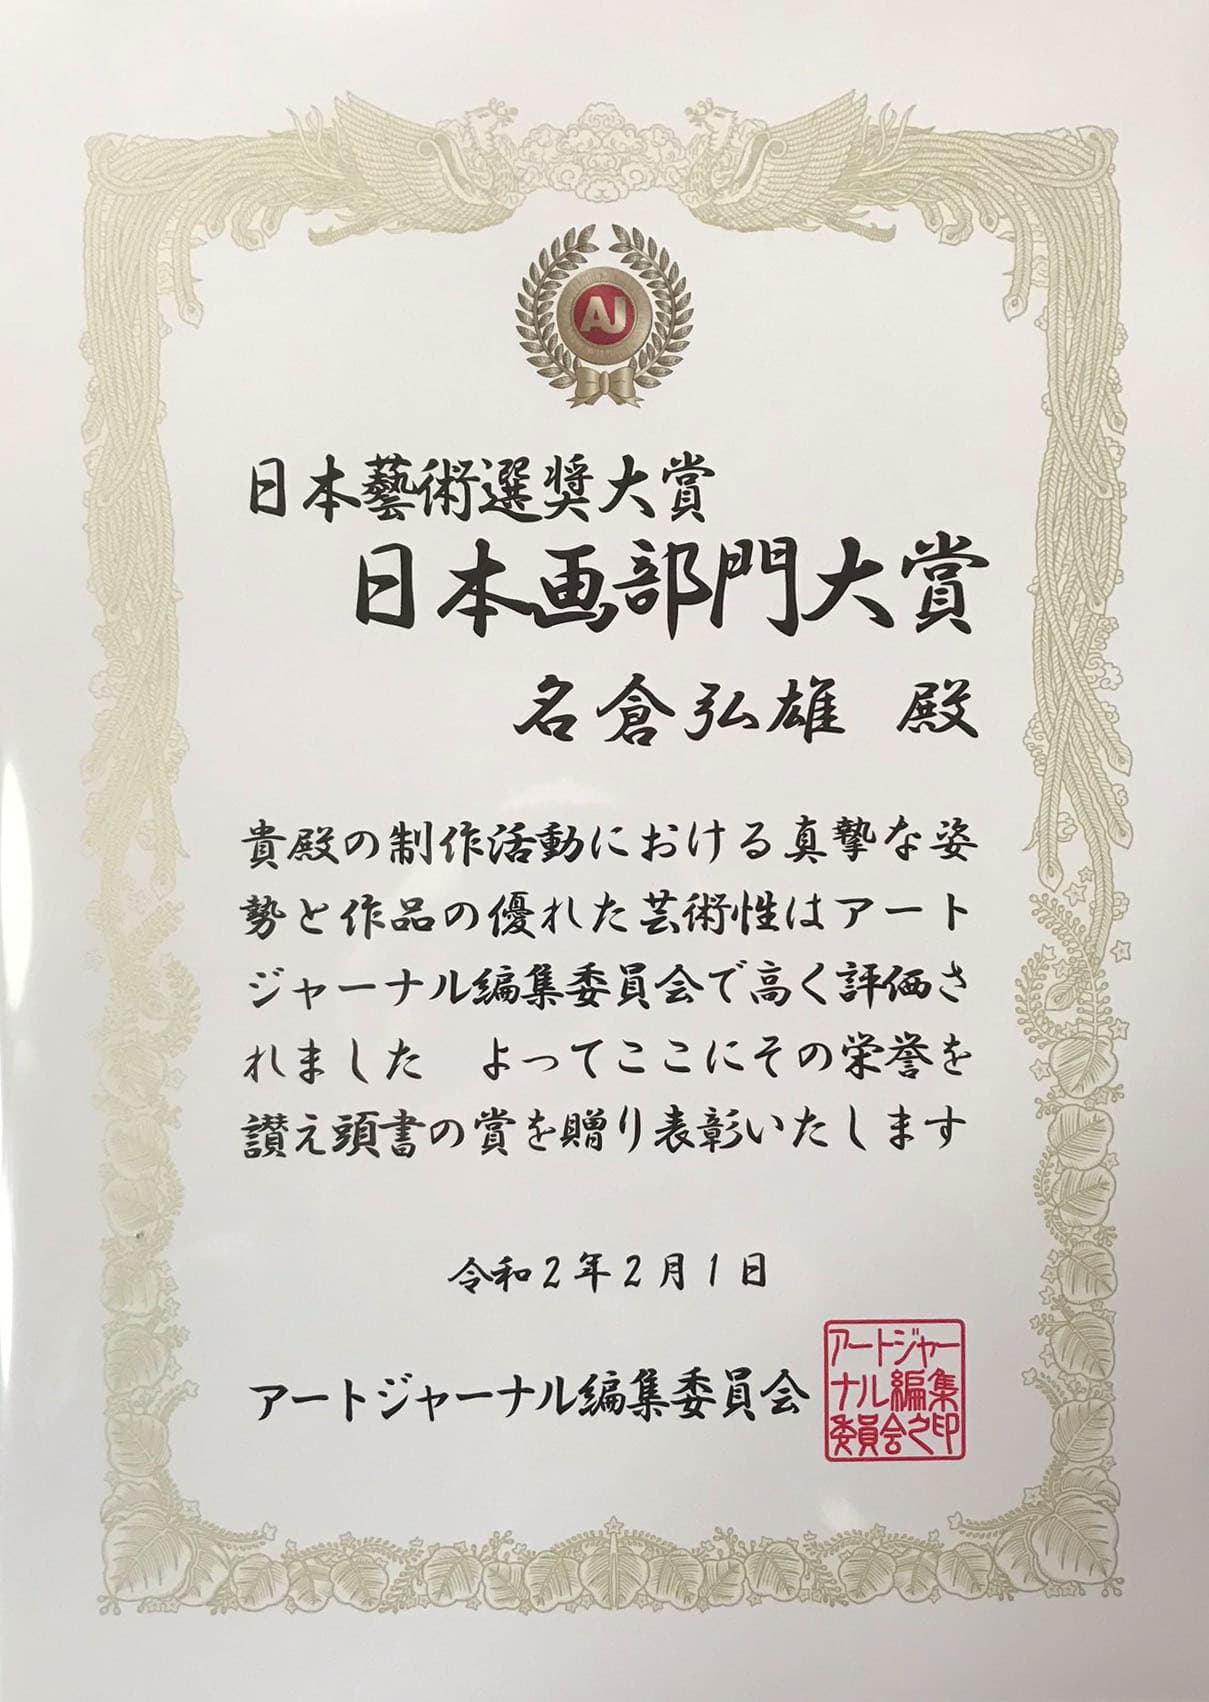 AJ
日本藝術選奨大賞
日本画部門大賞
名倉弘雄 殿
貴殿の制作活動における真摯な姿
勢と作品の優れた芸術性はアート
ジャーナル編集委員会で高く評価さ
れました よってここにその栄誉を
讃え頭書の賞を贈り表彰いたします
令和2年2月1日
アートジャーナル編集委員会
アートジャー
ナル編集
委員会之印